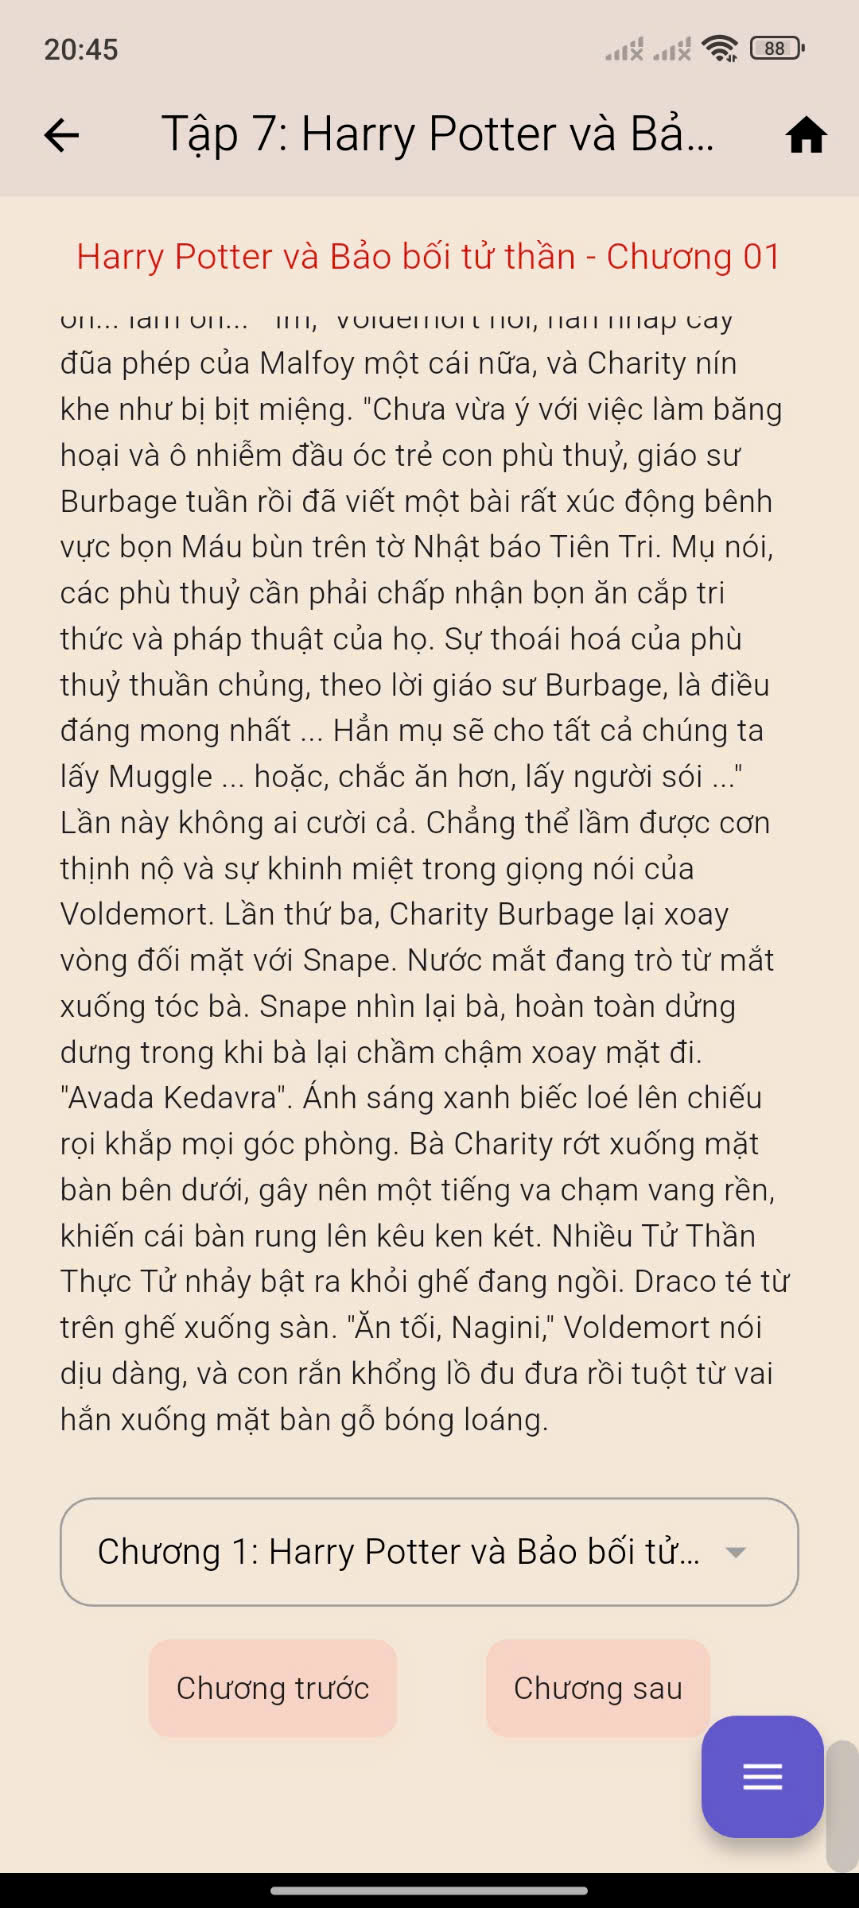 20:45
88
Tập 7: Harry Potter và Bả...
Harry Potter và Bảo bối tử thần - Chương 01
ơn... làm ơn..." "Im," Voldemort nói, hắn nhấp cây
đũa phép của Malfoy một cái nữa, và Charity nín
khe như bị bịt miệng. "Chưa vừa ý với việc làm băng
hoại và ô nhiễm đầu óc trẻ con phù thuỷ, giáo sư
Burbage tuần rồi đã viết một bài rất xúc động bênh
vực bọn Máu bùn trên tờ Nhật báo Tiên Tri. Mụ nói,
các phù thuỷ cần phải chấp nhận bọn ăn cắp tri
thức và pháp thuật của họ. Sự thoái hoá của phù
thuỷ thuần chủng, theo lời giáo sư Burbage, là điều
đáng mong nhất ... Hẳn mụ sẽ cho tất cả chúng ta
lấy Muggle ... hoặc, chắc ăn hơn, lấy người sói ..."
Lần này không ai cười cả. Chẳng thể lầm được cơn
thịnh nộ và sự khinh miệt trong giọng nói của
Voldemort. Lần thứ ba, Charity Burbage lại xoay
vòng đối mặt với Snape. Nước mắt đang trò từ mắt
xuống tóc bà. Snape nhìn lại bà, hoàn toàn dửng
dưng trong khi bà lại chầm chậm xoay mặt đi.
"Avada Kedavra". Ánh sáng xanh biếc loé lên chiếu
rọi khắp mọi góc phòng. Bà Charity rớt xuống mặt
bàn bên dưới, gây nên một tiếng va chạm vang rền,
khiến cái bàn rung lên kêu ken két. Nhiều Tử Thần
Thực Tử nhảy bật ra khỏi ghế đang ngồi. Draco té từ
trên ghế xuống sàn. "Ăn tối, Nagini," Voldemort nói
dịu dàng, và con rắn khổng lồ đu đưa rồi tuột từ vai
hắn xuống mặt bàn gỗ bóng loáng.
Chương 1: Harry Potter và Bảo bối tử...
Chương trước
Chương sau